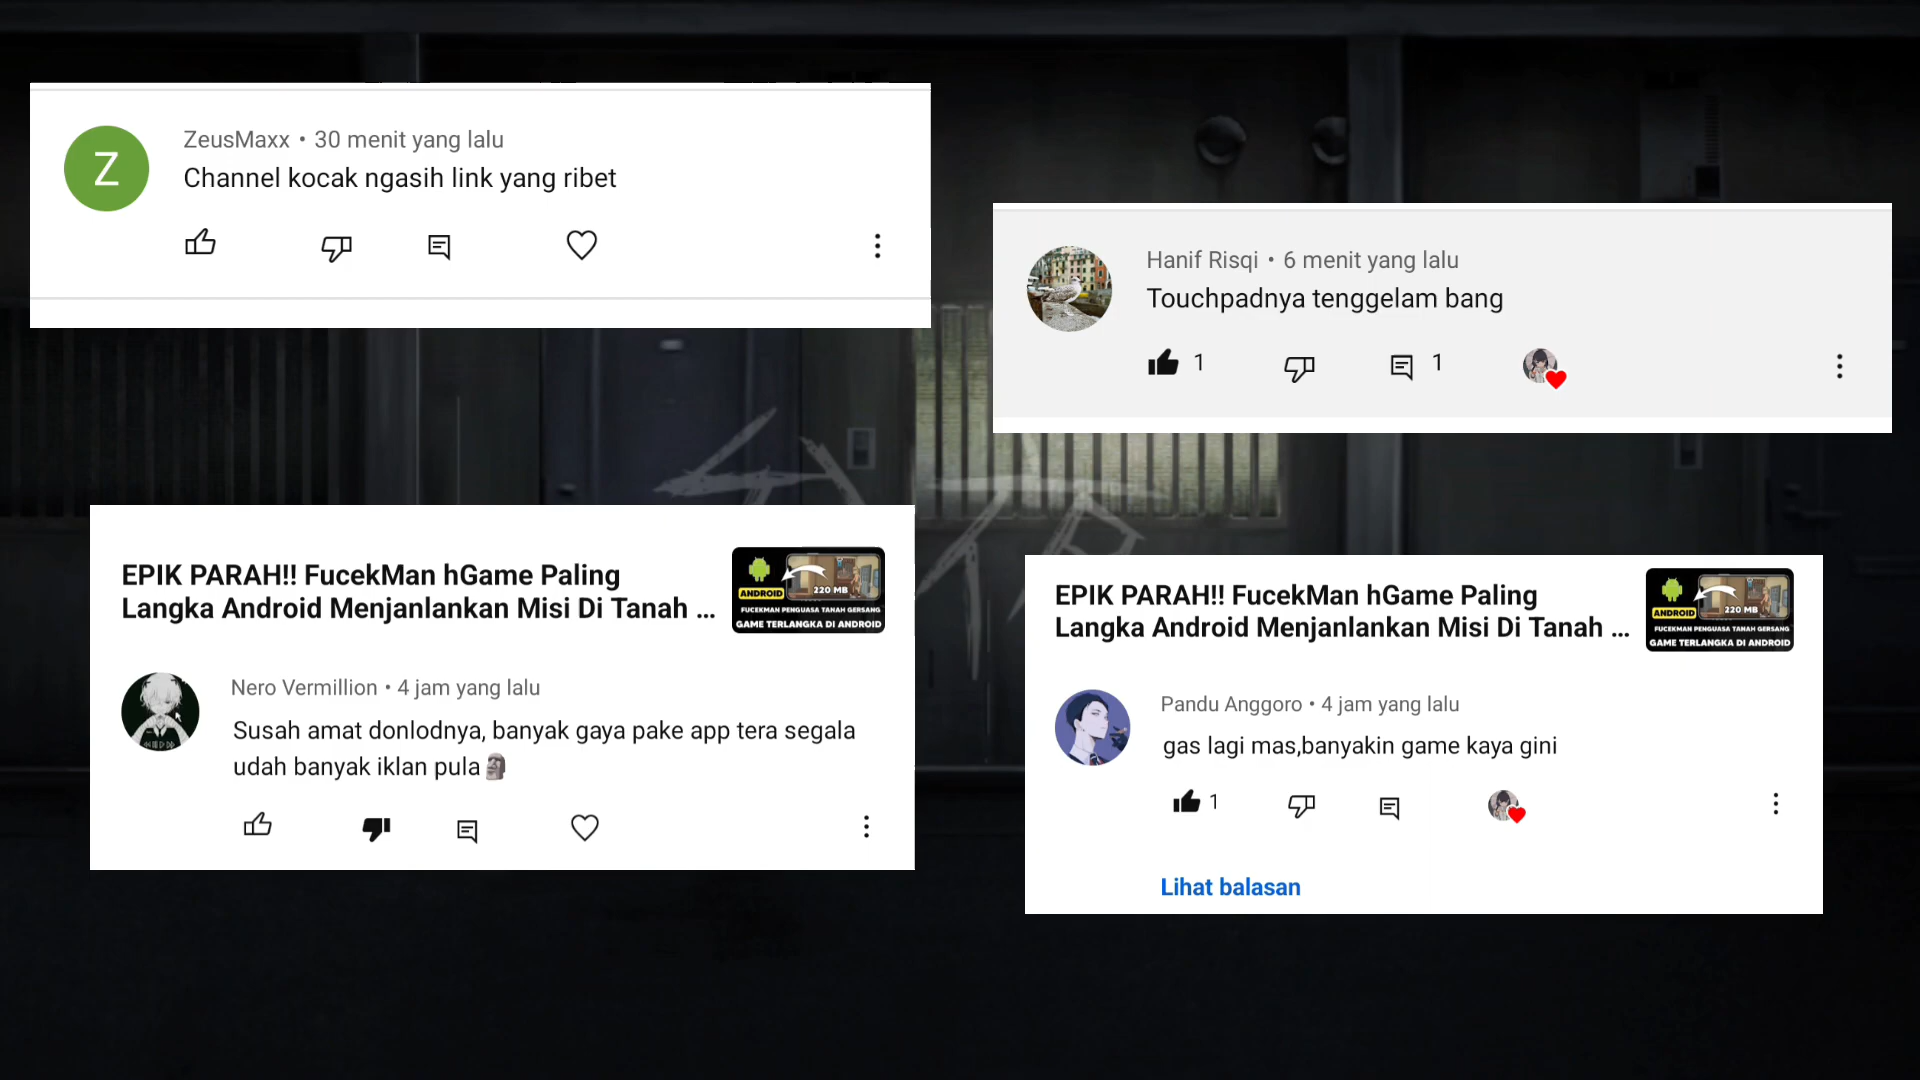 Z
ZeusMaxx • 30 menit yang lalu
Channel kocak ngasih link yang ribet
Hanif Risqi • 6 menit yang lalu
Touchpadnya tenggelam bang
1
1
EPIK PARAH!! FucekMan hGame Paling
Langka Android Menjanlankan Misi Di Tanah ...
ANDROID
220 MB
FUCEKMAN PENGUASA TANAH GERSANG
GAME TERLANGKA DI ANDROID
Nero Vermillion • 4 jam yang lalu
Susah amat donlodnya, banyak gaya pake app tera segala
udah banyak iklan pula🗿
EPIK PARAH!! FucekMan hGame Paling
Langka Android Menjanlankan Misi Di Tanah ...
ANDROID
220 MB
FUCEKMAN PENGUASA TANAH GERSANG
GAME TERLANGKA DI ANDROID
Pandu Anggoro • 4 jam yang lalu
gas lagi mas,banyakin game kaya gini
1
Lihat balasan